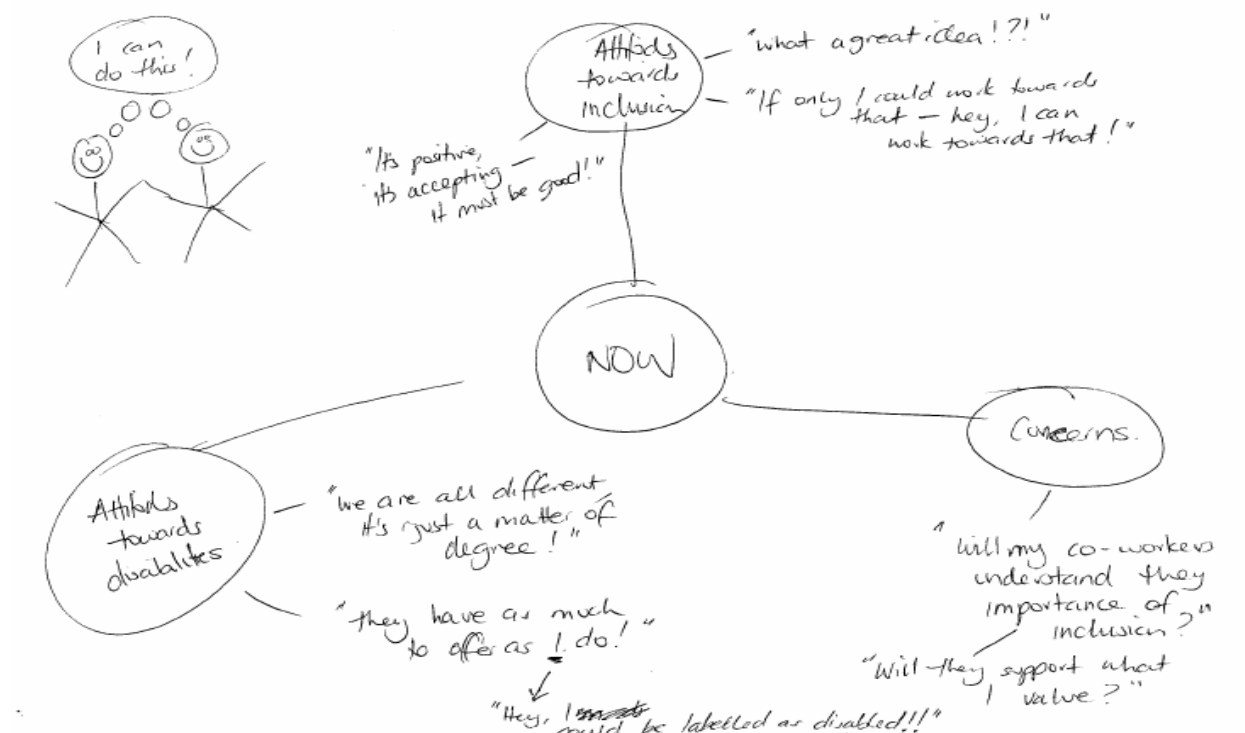 I can
do this!
Attitods
towards
inclusion
"what a great idea!?!"
"If only I could work towards
that – hey, I can
work towards that!"
"It's positive,
it's accepting –
it must be good!"
NOW
Concerns.
"Will my co-workers
understand they
importance of
inclusion?"
"Will they support what
I value?"
Attitods
towards
disabalites
"we are all different
it's just a matter of
degree!"
"they have as much
to offer as I do!"
"Hey, I
could be labelled as disabled!!"